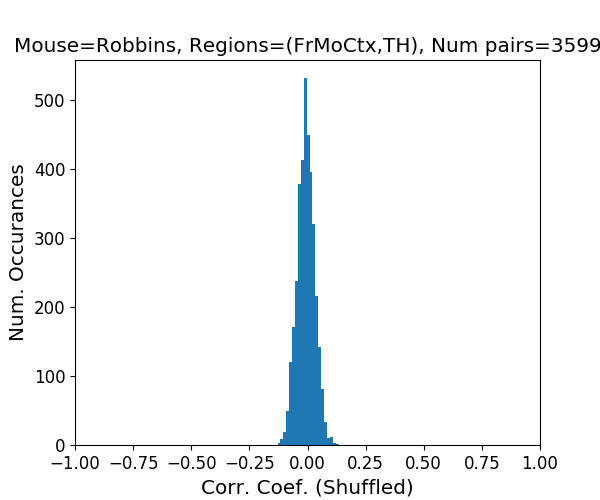 Mouse=Robbins, Regions=(FrMoCtx,TH), Num pairs=3599
500
400
300
200
100
0
Num. Occurances
−1.00 −0.75 −0.50 −0.25 0.00 0.25 0.50 0.75 1.00
Corr. Coef. (Shuffled)